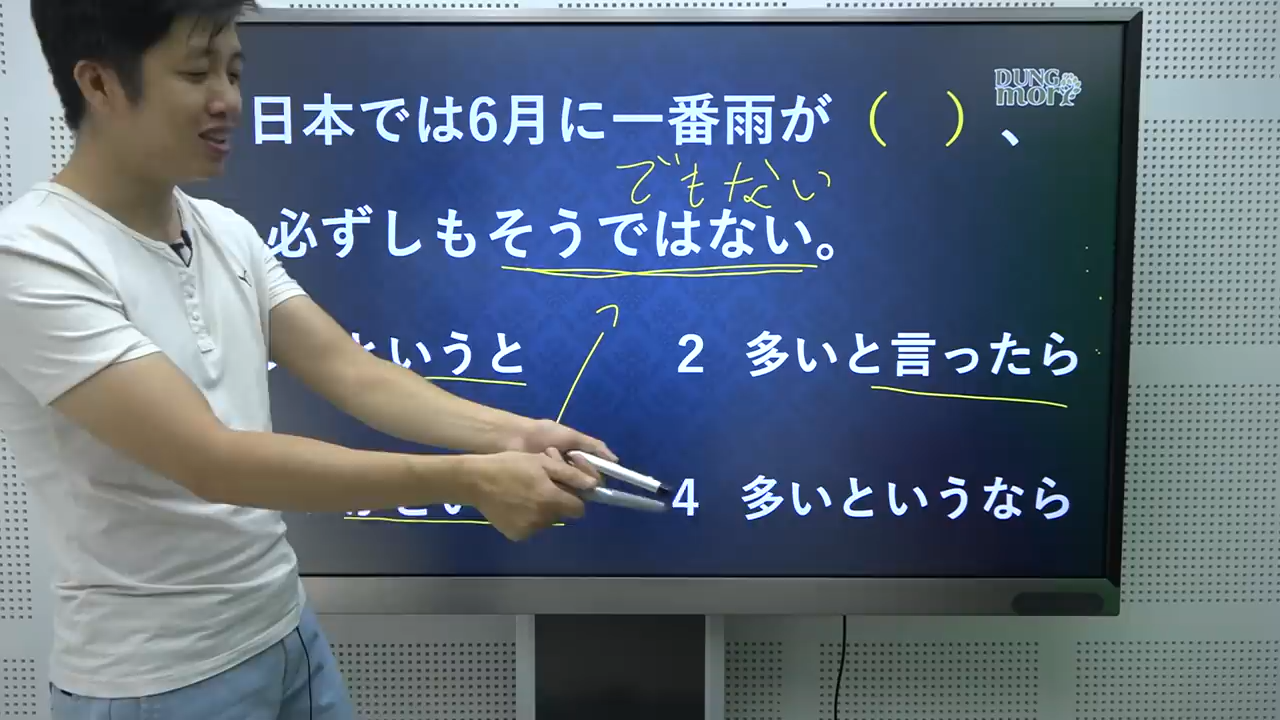 DUNG
mori
日本では6月に一番雨が（　）、
でもない
必ずしもそうではない。
というと
2 多いと言ったら
4 多いというなら